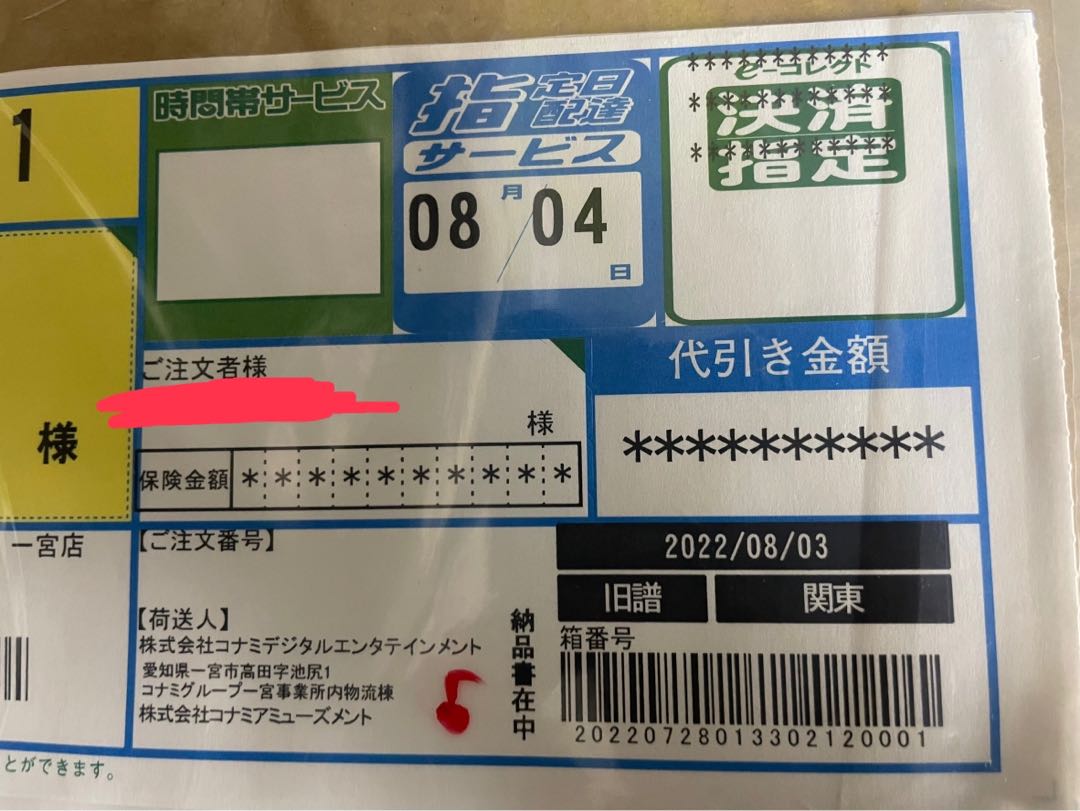 1
時間帯サービス
指定日配達
サービス
08月/04日
***********
e-コレクト
***********
決済
***********
指定
ご注文者様
様
様
保険金額 **********
代引き金額
**********
一宮店
【ご注文番号】
2022/08/03
旧譜 関東
【荷送人】
株式会社コナミデジタルエンタテインメント
愛知県一宮市高田字池尻1
コナミグループ一宮事業所内物流棟
株式会社コナミアミューズメント
納品書在中
箱番号
20220728013302120001
とができます。